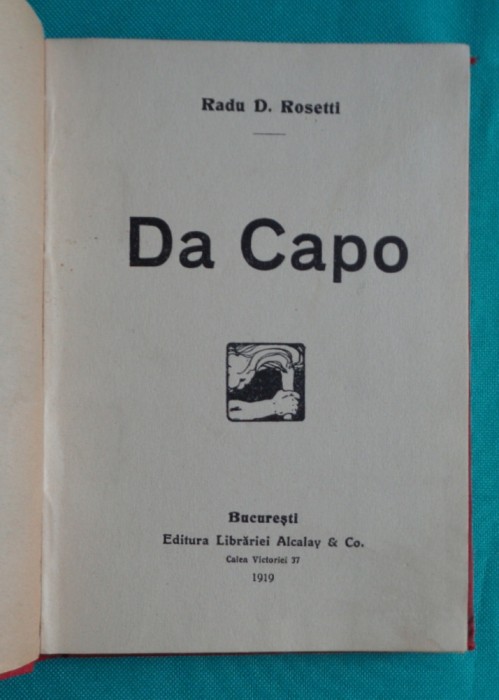 Radu D. Rosetti
Da Capo
București
Editura Librăriei Alcalay & Co.
Calea Victoriei 37
1919